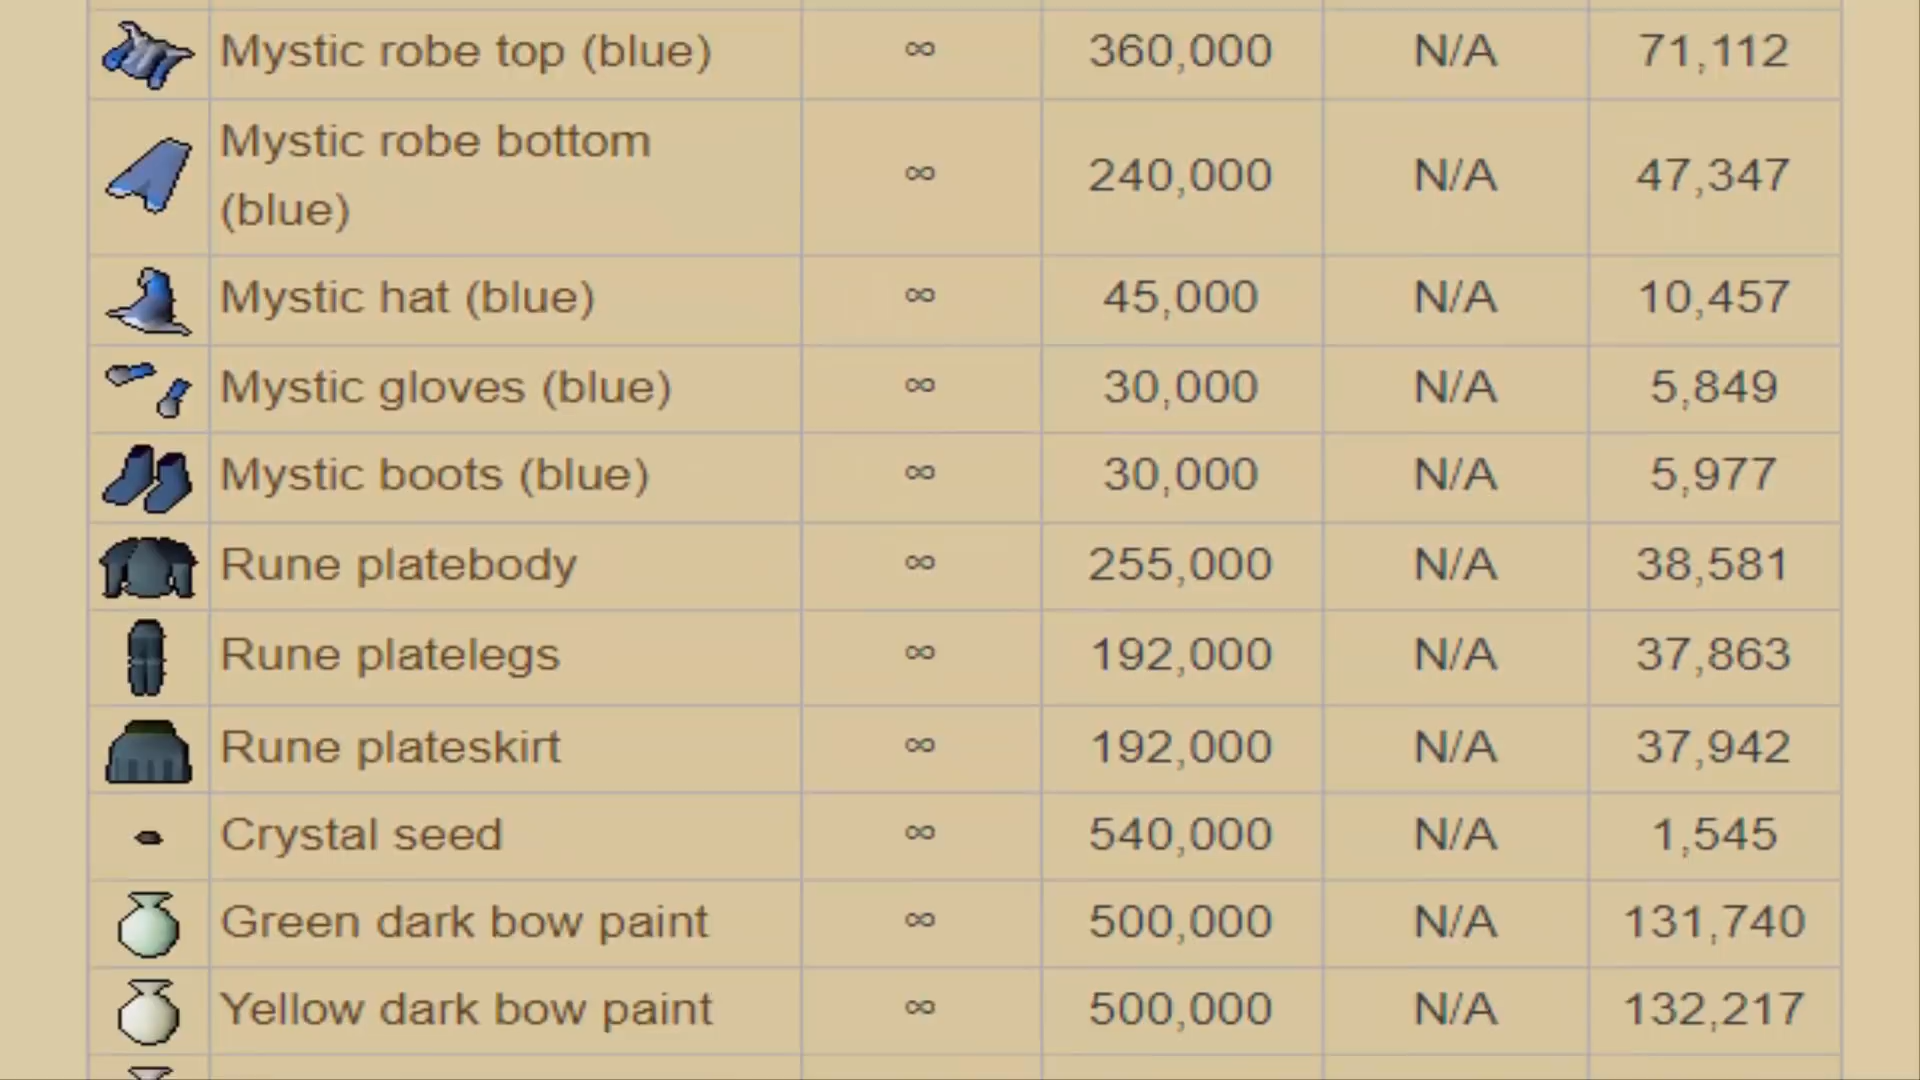 Mystic robe top (blue) ∞ 360,000 N/A 71,112
Mystic robe bottom
(blue) ∞ 240,000 N/A 47,347
Mystic hat (blue) ∞ 45,000 N/A 10,457
Mystic gloves (blue) ∞ 30,000 N/A 5,849
Mystic boots (blue) ∞ 30,000 N/A 5,977
Rune platebody ∞ 255,000 N/A 38,581
Rune platelegs ∞ 192,000 N/A 37,863
Rune plateskirt ∞ 192,000 N/A 37,942
Crystal seed ∞ 540,000 N/A 1,545
Green dark bow paint ∞ 500,000 N/A 131,740
Yellow dark bow paint ∞ 500,000 N/A 132,217